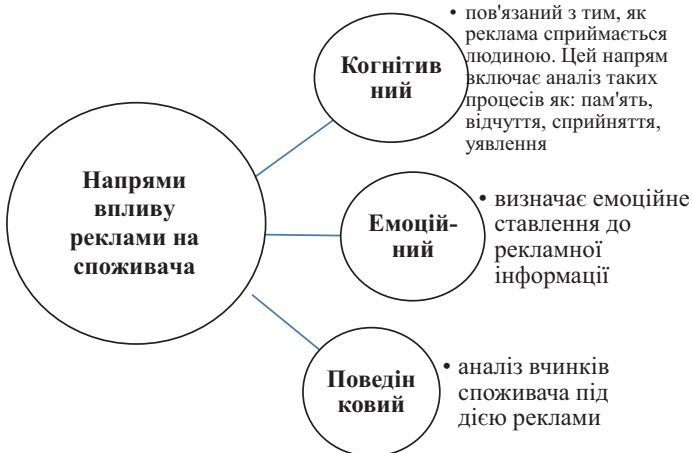 Напрями
впливу
реклами на
споживача
Когнітив
ний
• пов'язаний з тим, як
реклама сприймається
людиною. Цей напрям
включає аналіз таких
процесів як: пам'ять,
відчуття, сприйняття,
уявлення
Емоцій-
ний
• визначає емоційне
ставлення до
рекламної
інформації
Поведін
ковий
• аналіз вчинків
споживача під
дією реклами